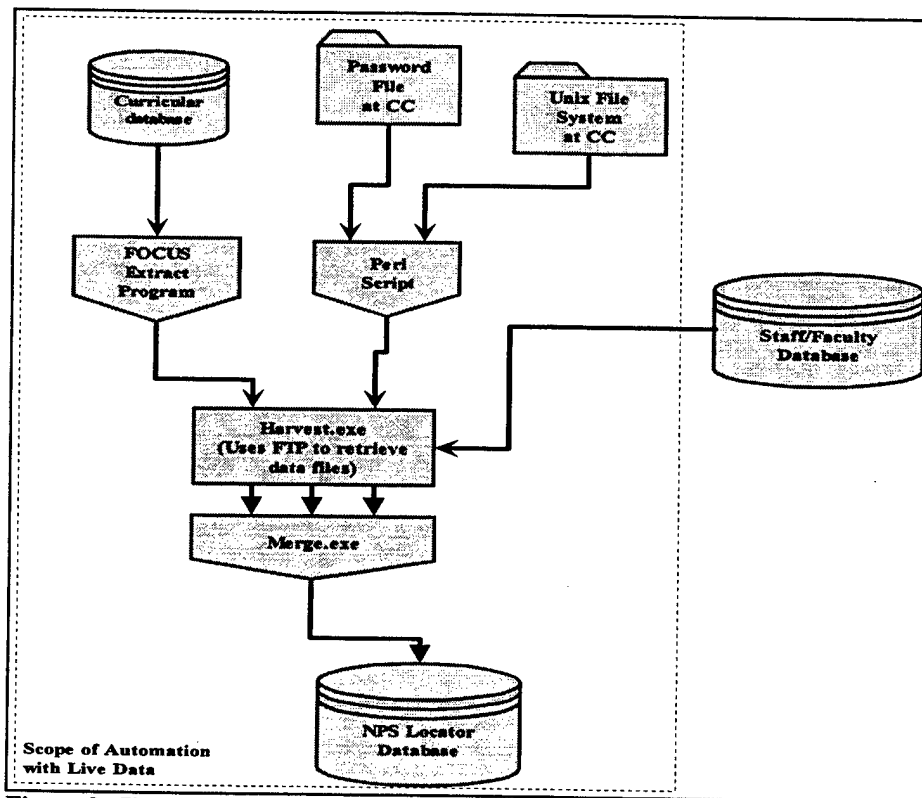 Curricular
database
Password
File
at CC
Unix File
System
at CC
FOCUS
Extract
Program
Perl
Script
Staff/Faculty
Database
Harvest.exe
(Uses FTP to retrieve
data files)
Merge.exe
NPS Locator
Database
Scope of Automation
with Live Data